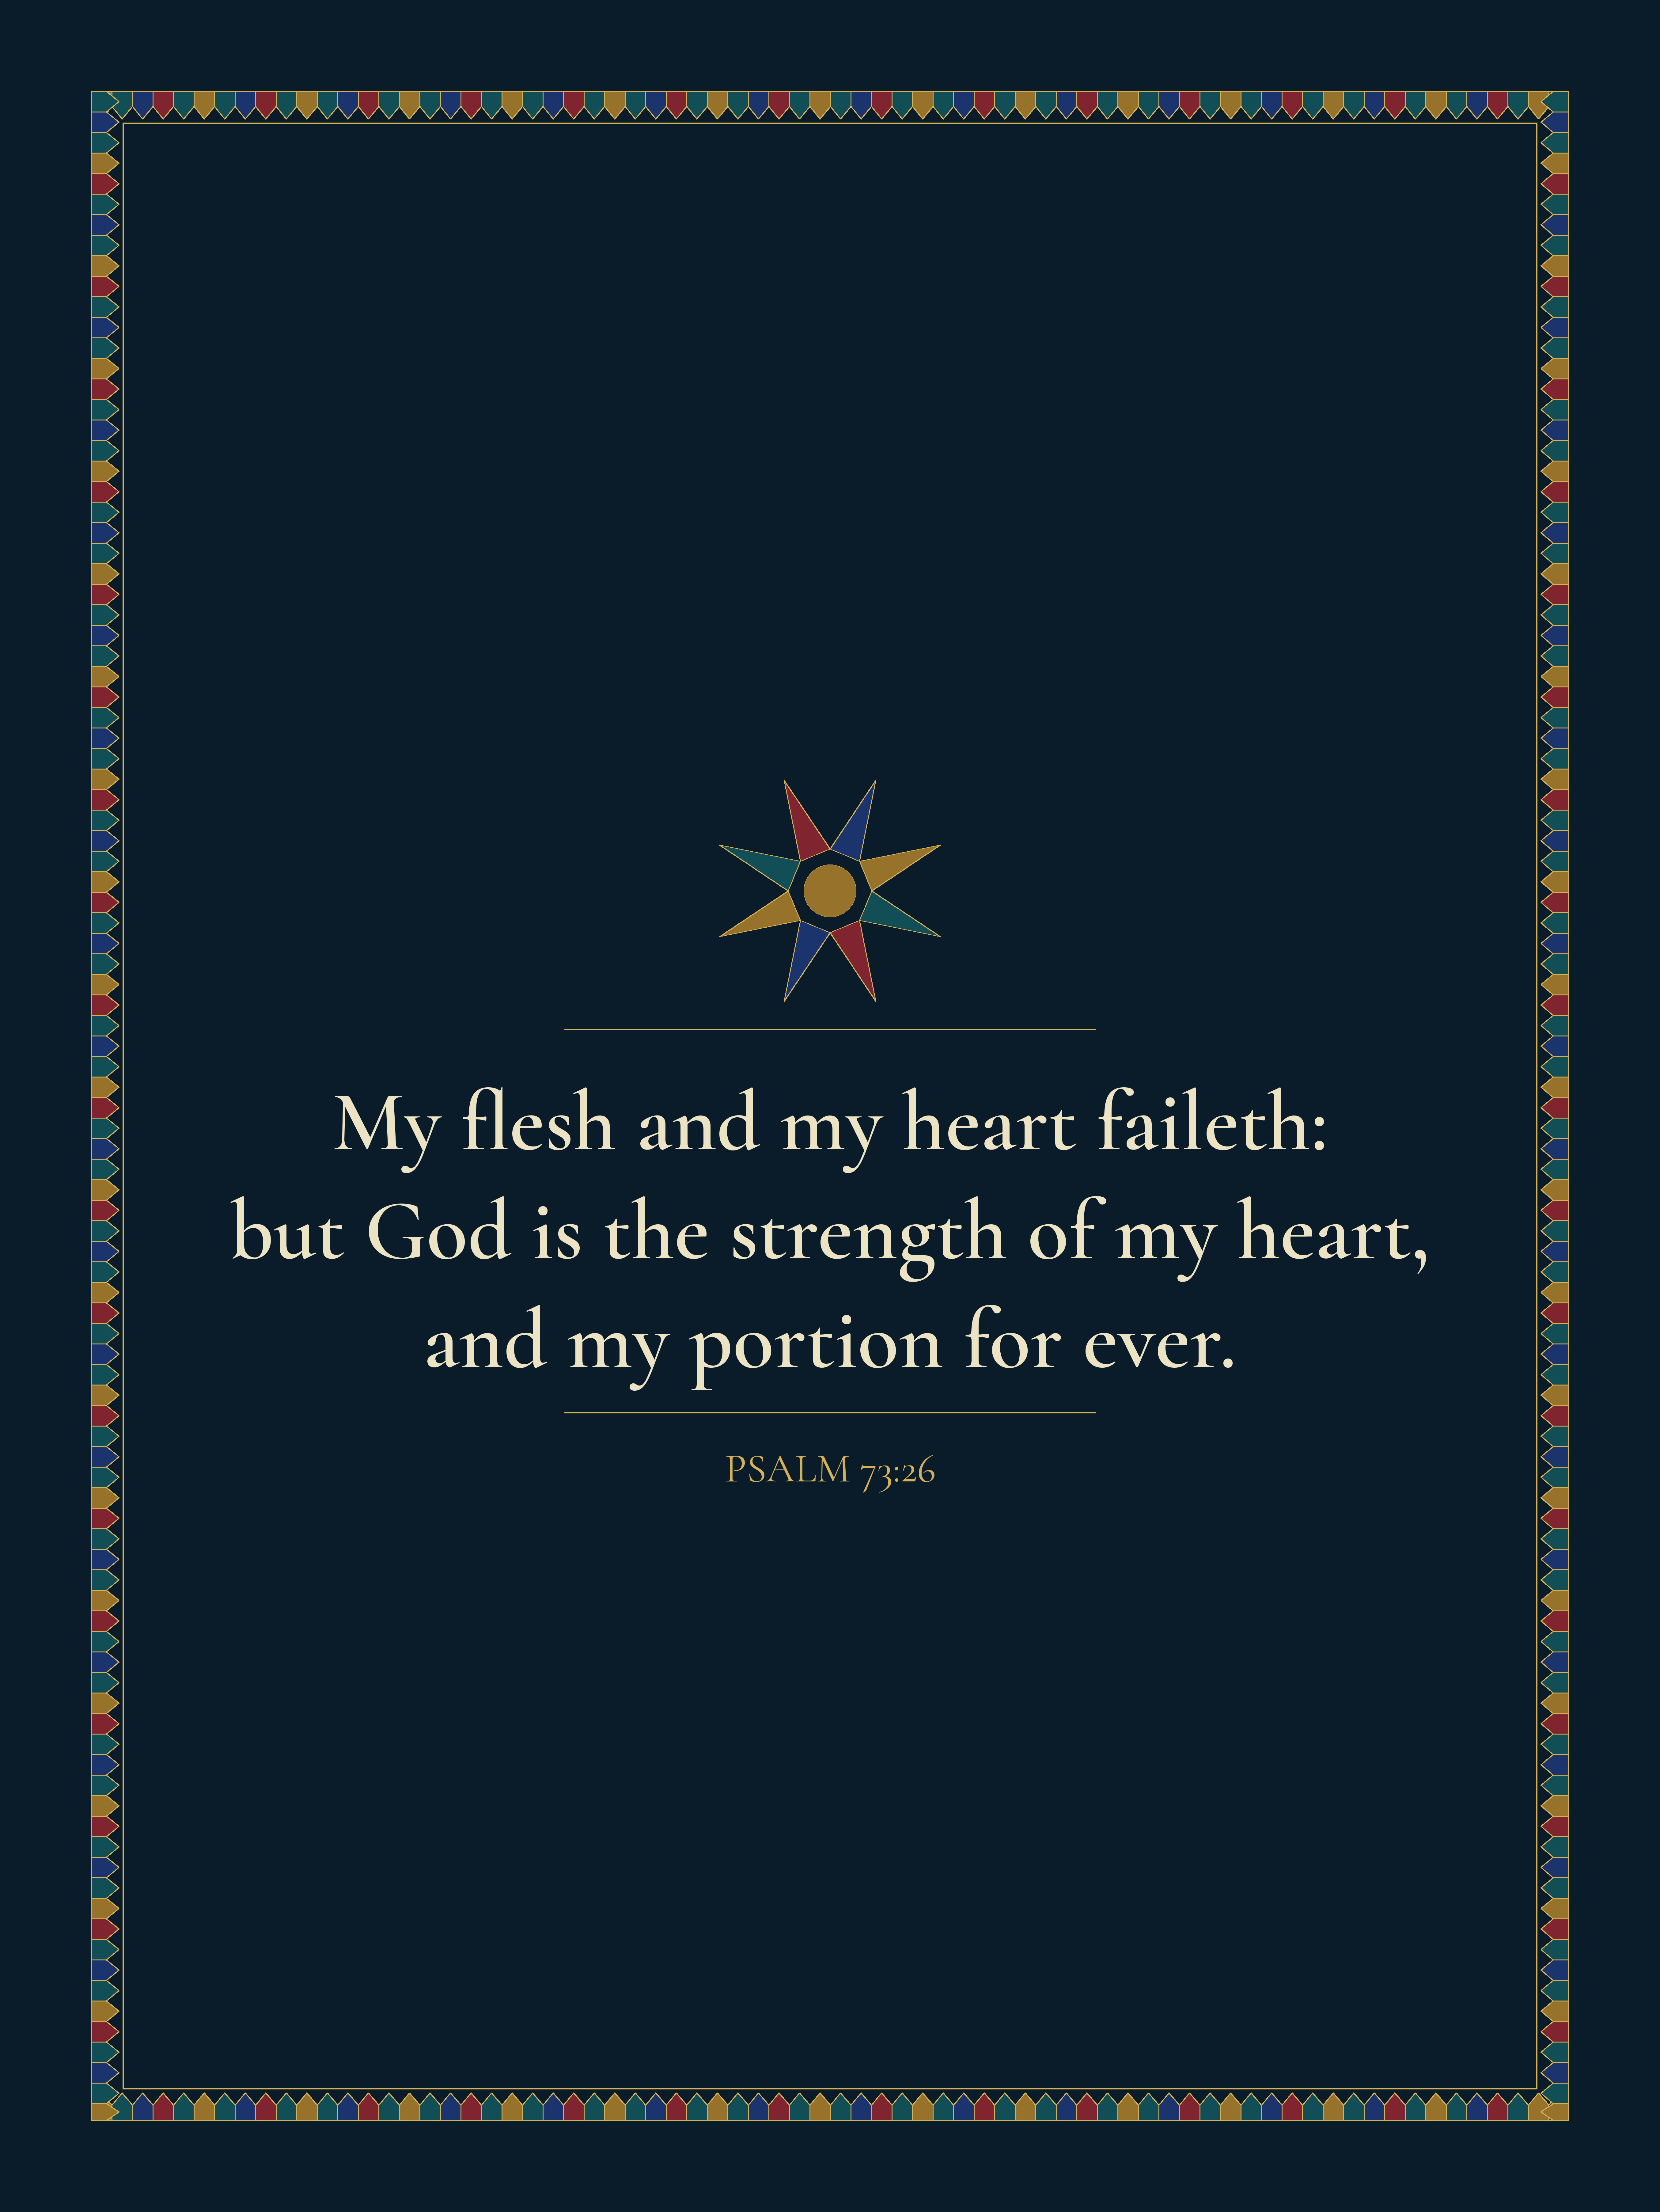 My flesh and my heart faileth:
but God is the strength of my heart,
and my portion for ever.
PSALM 73:26